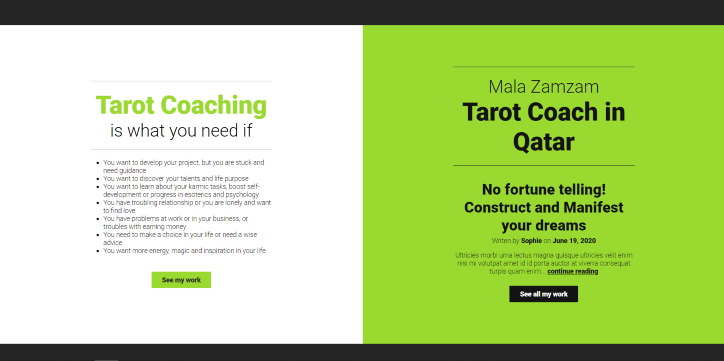 Tarot Coaching
is what you need if
You want to develop your project, but you are stuck and
need guidance
You want to discover your talents and life purpose
You want to learn about your karmic tasks, boost self-
development or progress in esoterics and psychology
You have troubling relationship or you are lonely and want
to find love
You have problems at work or in your business, or
troubles with earning money
You need to make a choice in your life or need a wise
advice
You want more energy, magic and inspiration in your life
See my work
Mala Zamzam
Tarot Coach in
Qatar
No fortune telling!
Construct and Manifest
your dreams
Writen by Sophie on June 19, 2020
Ultricies morbi urna lectus magna quisque ultricies velit enim
nisi mi volutpat amet id id porta auctor at viverra consequat
turpis quam enim... continue reading
See all my work